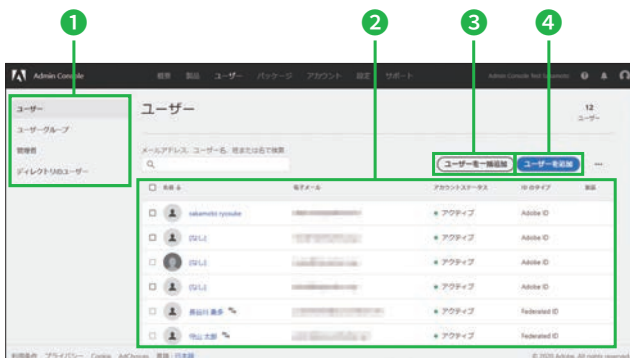 1 2 3 4
Admin Console 概要 製品 ユーザー パッケージ アカウント 設定 サポート
ユーザー
ユーザーグループ
管理者
ディレクトリのユーザー
ユーザー
12
ユーザー
メールアドレス、ユーザー名、姓または名で検索
ユーザーを一括追加 ユーザーを追加 ...
名前 電子メール アカウントステータス ID のタイプ 製品
sakamoto ryosuke アクティブ Adobe ID
(なし) アクティブ Adobe ID
(なし) アクティブ Adobe ID
(なし) アクティブ Adobe ID
アクティブ Federated ID
守山 太郎 アクティブ Federated ID
利用条件 プライバシー Cookie AdChoices 言語: 日本語 © 2020 Adobe. All rights reserved.